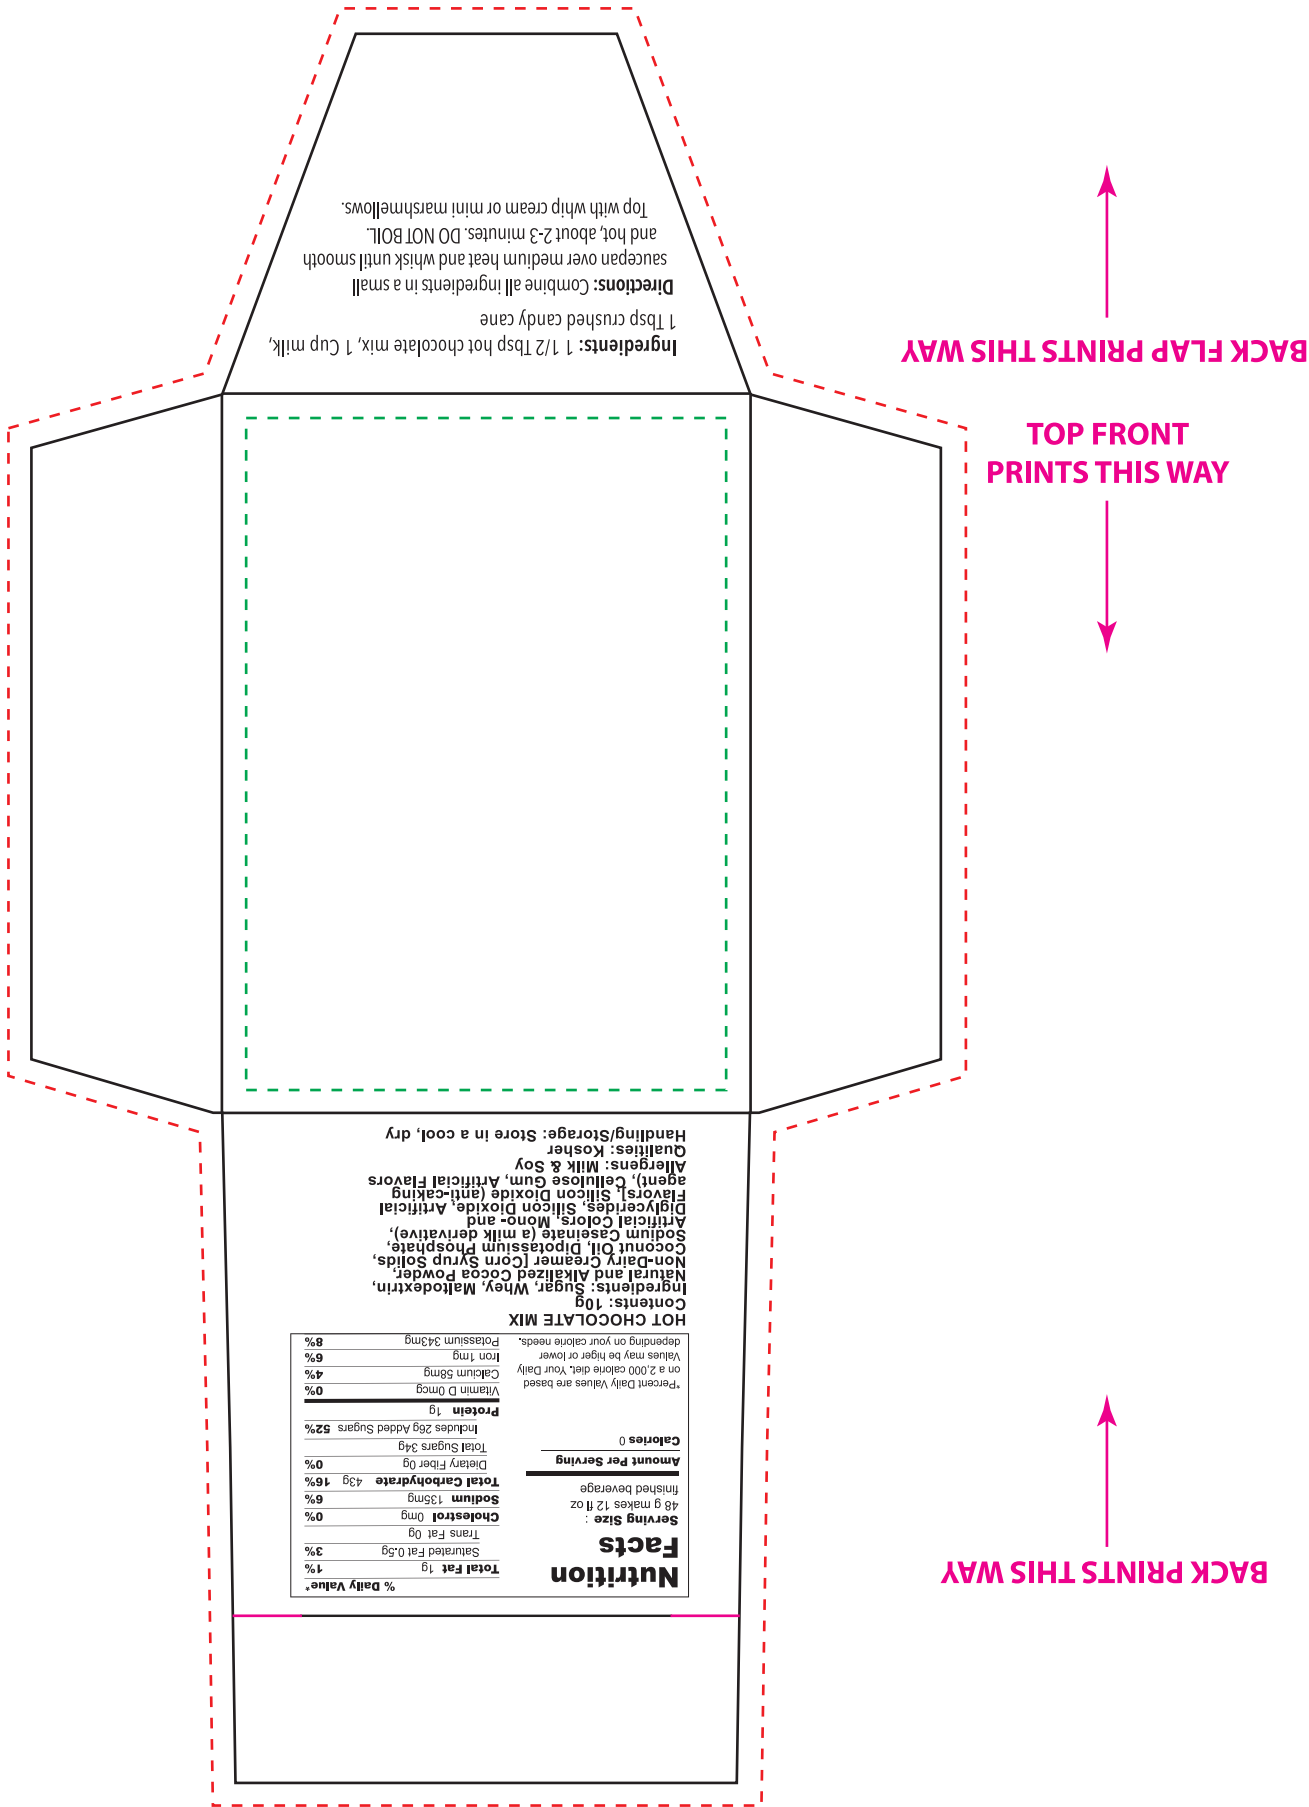 Ingredients: 1 1/2 Tbsp hot chocolate mix, 1 Cup milk,
1 Tbsp crushed candy cane
Directions: Combine all ingredients in a small
saucepan over medium heat and whisk until smooth
and hot, about 2-3 minutes. DO NOT BOIL.
Top with whip cream or mini marshmellows.
BACK FLAP PRINTS THIS WAY
TOP FRONT
PRINTS THIS WAY
BACK PRINTS THIS WAY
Nutrition
Facts
Serving Size :
48 g makes 12 fl oz
finished beverage
Amount Per Serving
Calories 0
*Percent Daily Values are based
on a 2,000 calorie diet. Your Daily
Values may be higer or lower
depending on your calorie needs.
% Daily Value*
Total Fat 1g 1%
Saturated Fat 0.5g 3%
Trans Fat 0g
Cholestrol 0mg 0%
Sodium 135mg 6%
Total Carbohydrate 43g 16%
Dietary Fiber 0g 0%
Total Sugars 34g
Includes 26g Added Sugars 52%
Protein 1g
Vitamin D 0mcg 0%
Calcium 58mg 4%
Iron 1mg 6%
Potassium 343mg 8%
HOT CHOCOLATE MIX
Contents: 10g
Ingredients: Sugar, Whey, Maltodextrin,
Natural and Alkalized Cocoa Powder,
Non-Dairy Creamer [Corn Syrup Solids,
Coconut Oil, Dipotassium Phosphate,
Sodium Caseinate (a milk derivative),
Artificial Colors, Mono- and
Diglycerides, Silicon Dioxide, Artificial
Flavors], Silicon Dioxide (anti-caking
agent), Cellulose Gum, Artificial Flavors
Allergens: Milk & Soy
Qualities: Kosher
Handling/Storage: Store in a cool, dry